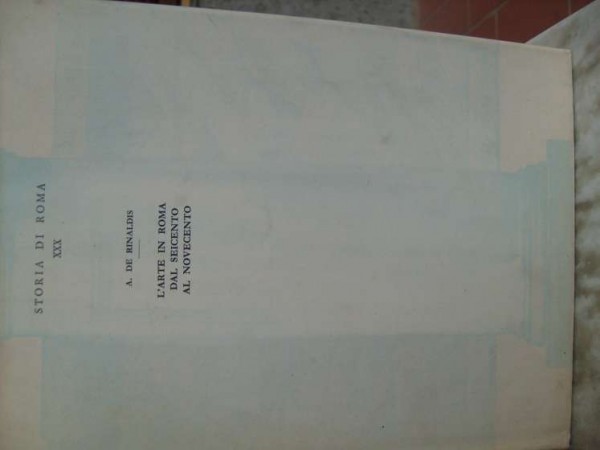 STORIA DI ROMA
XXX
A. DE RINALDIS
L'ARTE IN ROMA
DAL SEICENTO
AL NOVECENTO